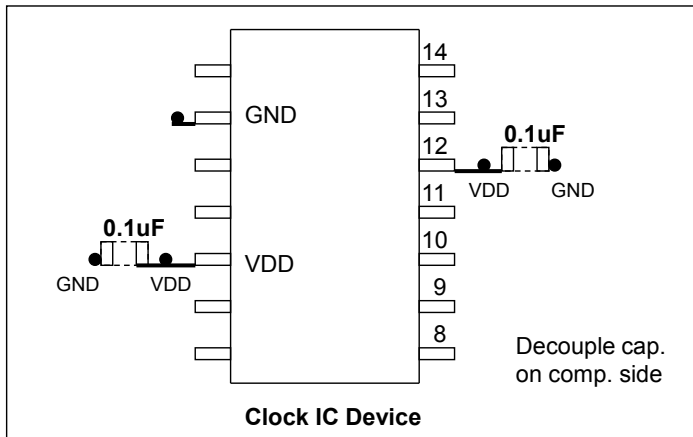 14
GND
13
0.1uF
12
VDD
GND
11
0.1uF
VDD
10
GND
VDD
9
8
Decouple cap.
on comp. side
Clock IC Device